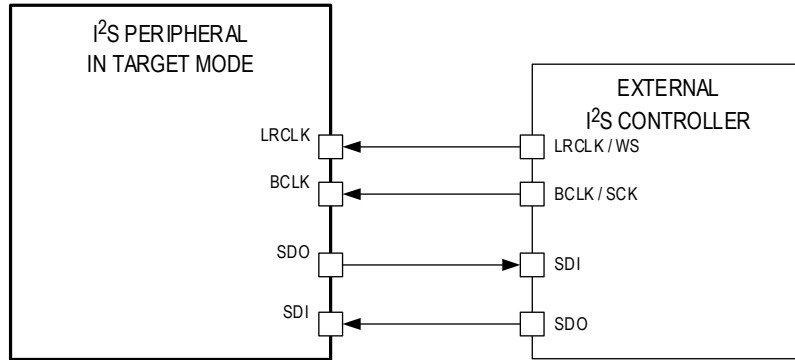 I²S PERIPHERAL
IN TARGET MODE
EXTERNAL
I²S CONTROLLER
LRCLK
LRCLK / WS
BCLK
BCLK / SCK
SDO
SDI
SDI
SDO